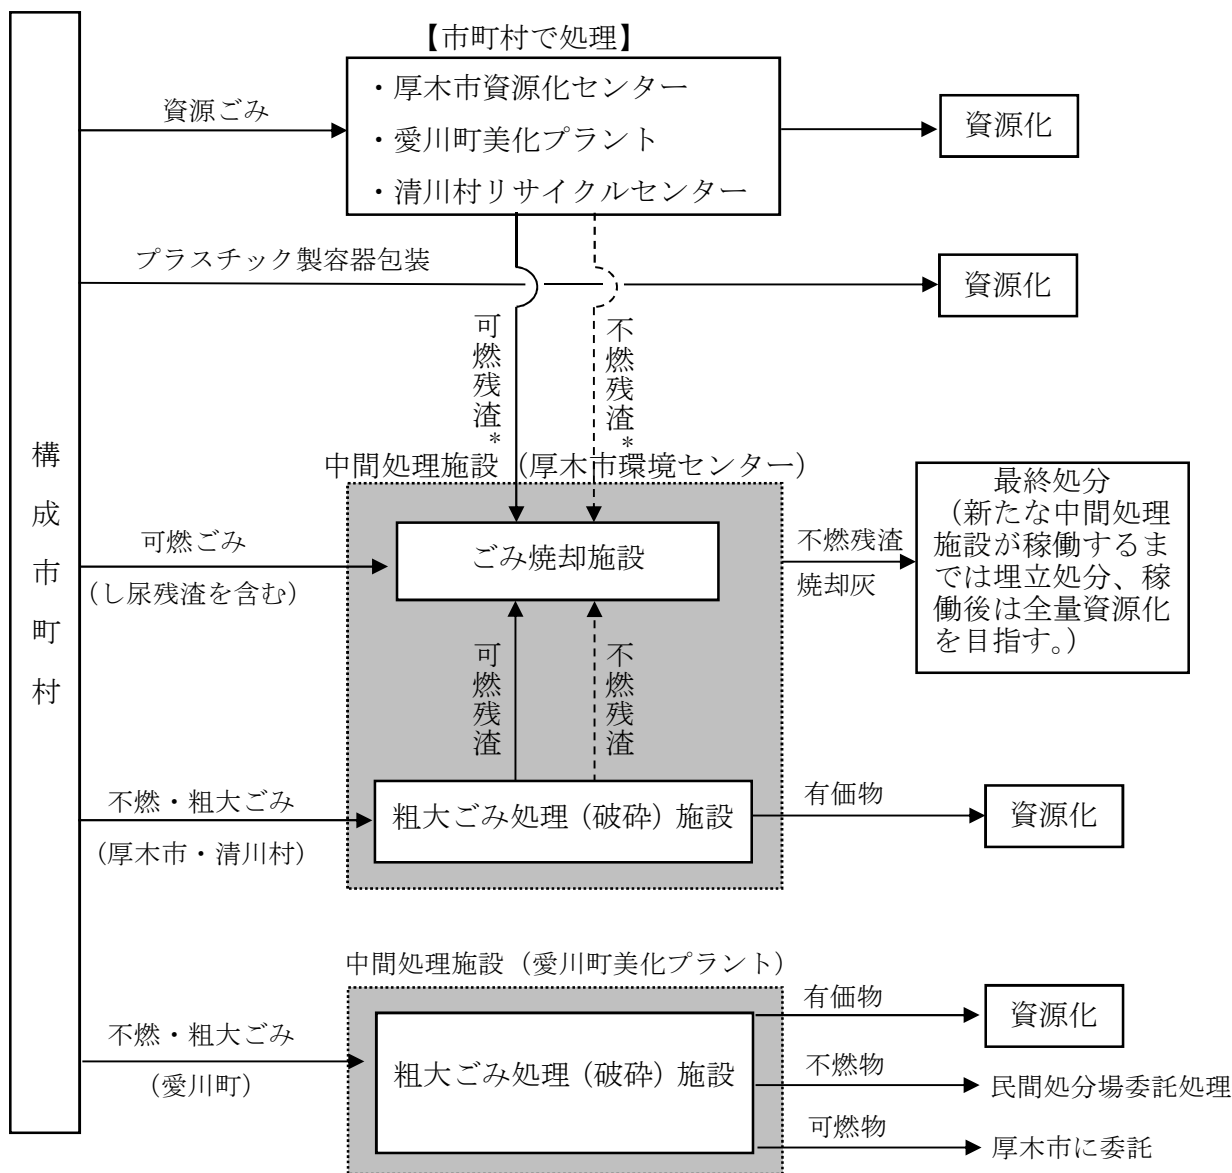 【市町村で処理】
・厚木市資源化センター
・愛川町美化プラント
・清川村リサイクルセンター
資源ごみ
資源化
プラスチック製容器包装
資源化
可燃残渣*
不燃残渣*
構成市町村
中間処理施設（厚木市環境センター）
可燃ごみ
（し尿残渣を含む）
ごみ焼却施設
不燃残渣
焼却灰
最終処分
（新たな中間処理
施設が稼働するま
では埋立処分、稼
働後は全量資源化
を目指す。）
可燃残渣
不燃残渣
不燃・粗大ごみ
（厚木市・清川村）
粗大ごみ処理（破砕）施設
有価物
資源化
中間処理施設（愛川町美化プラント）
不燃・粗大ごみ
（愛川町）
粗大ごみ処理（破砕）施設
有価物
資源化
不燃物
民間処分場委託処理
可燃物
厚木市に委託